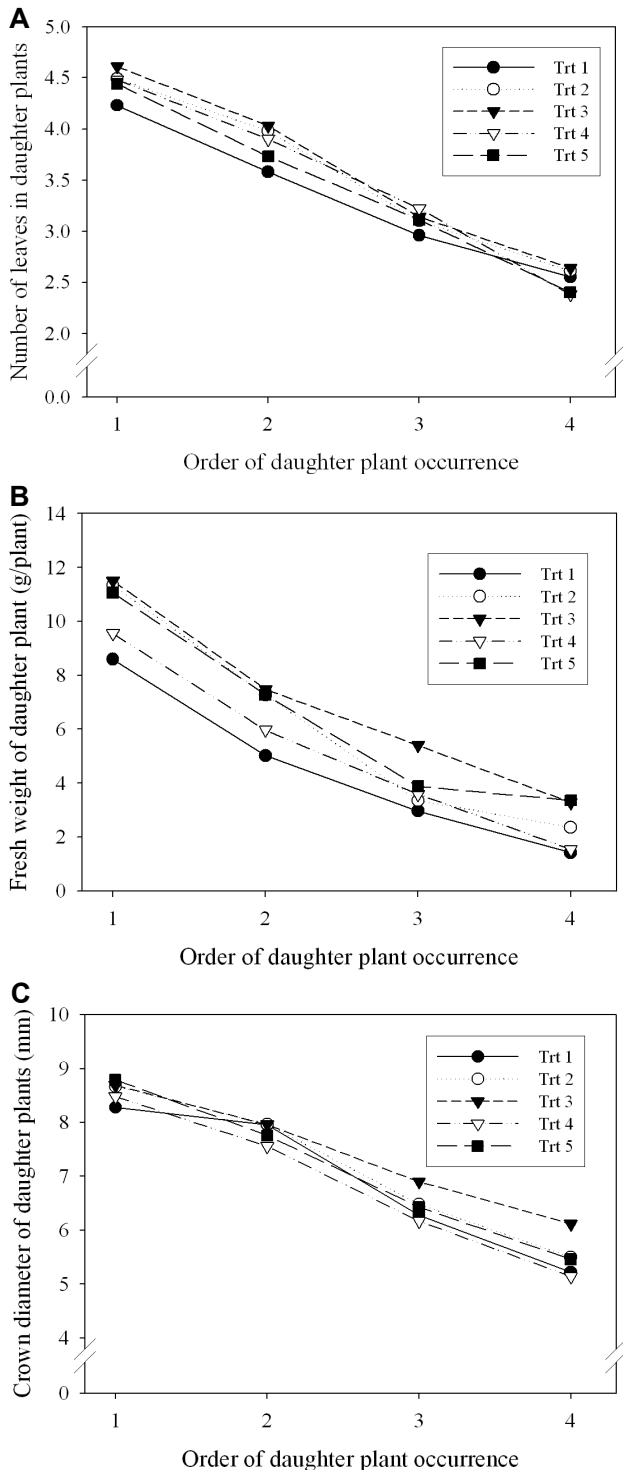 A
Number of leaves in daughter plants
5.0
4.5
4.0
3.5
3.0
2.5
2.0
0.0
Trt 1
Trt 2
Trt 3
Trt 4
Trt 5
1 2 3 4
Order of daughter plant occurrence
B
Fresh weight of daughter plant (g/plant)
14
12
10
8
6
4
2
0
Trt 1
Trt 2
Trt 3
Trt 4
Trt 5
1 2 3 4
Order of daughter plant occurrence
C
Crown diameter of daughter plants (mm)
10
9
8
7
6
5
4
0
Trt 1
Trt 2
Trt 3
Trt 4
Trt 5
1 2 3 4
Order of daughter plant occurrence